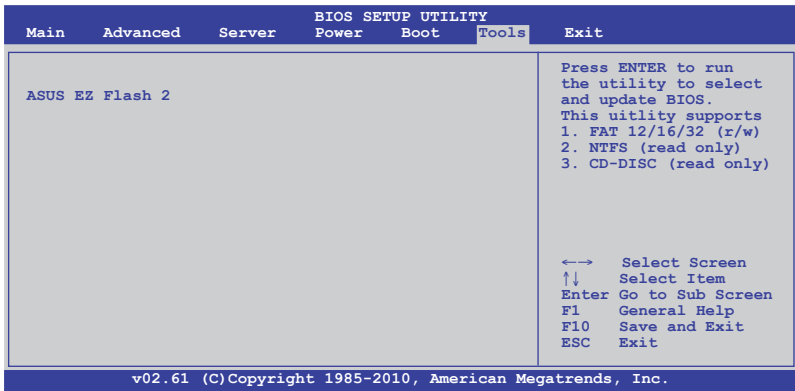 BIOS SETUP UTILITY
Main Advanced Server Power Boot Tools Exit
ASUS EZ Flash 2
Press ENTER to run
the utility to select
and update BIOS.
This uitlity supports
1. FAT 12/16/32 (r/w)
2. NTFS (read only)
3. CD-DISC (read only)
←→ Select Screen
↑↓ Select Item
Enter Go to Sub Screen
F1 General Help
F10 Save and Exit
ESC Exit
v02.61 (C)Copyright 1985-2010, American Megatrends, Inc.